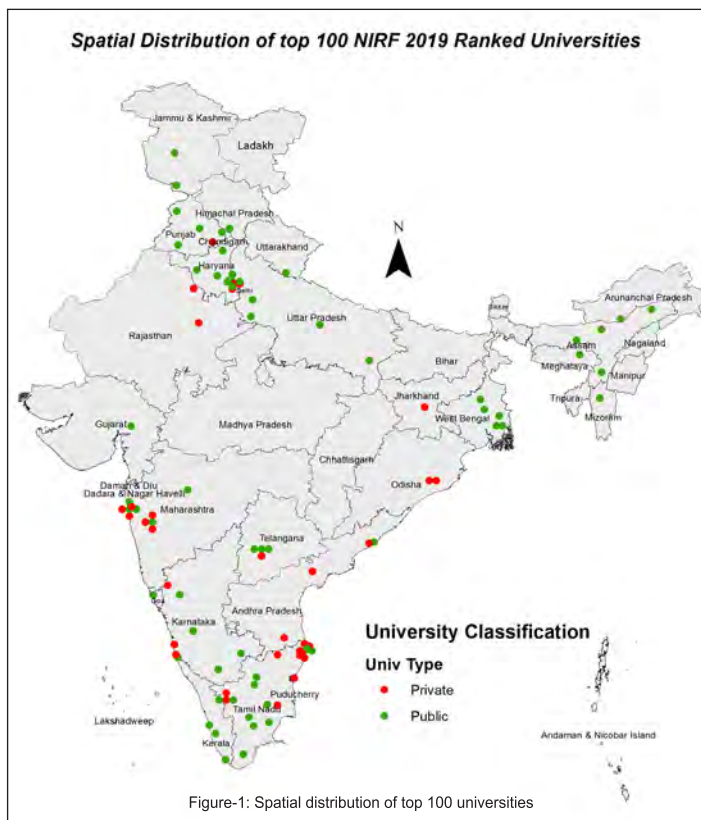 Spatial Distribution of top 100 NIRF 2019 Ranked Universities
Jammu & Kashmir
Ladakh
N
Himachal Pradesh
Punjab
Chandigarh
Uttarakhand
Haryana
Delhi
Arunanchal Pradesh
Rajasthan
Uttar Pradesh
Sikkim
Assam
Nagaland
Bihar
Meghalaya
Manipur
Jharkhand
Tripura
Mizoram
West Bengal
Gujarat
Madhya Pradesh
Chhattisgarh
Odisha
Daman & Diu
Dadara & Nagar Havelli
Maharashtra
Telangana
Goa
Andhra Pradesh
Karnataka
University Classification
Univ Type
Private
Public
Puducherry
Tamil Nadu
Lakshadweep
Kerala
Andaman & Nicobar Island
Figure-1: Spatial distribution of top 100 universities